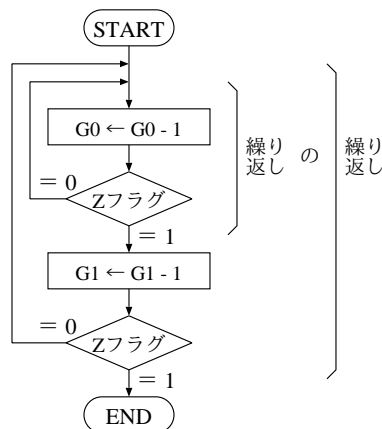 START
G0 ← G0 - 1
= 0
Zフラグ
= 1
G1 ← G1 - 1
= 0
Zフラグ
= 1
END
繰り
返し
の
繰り
返し